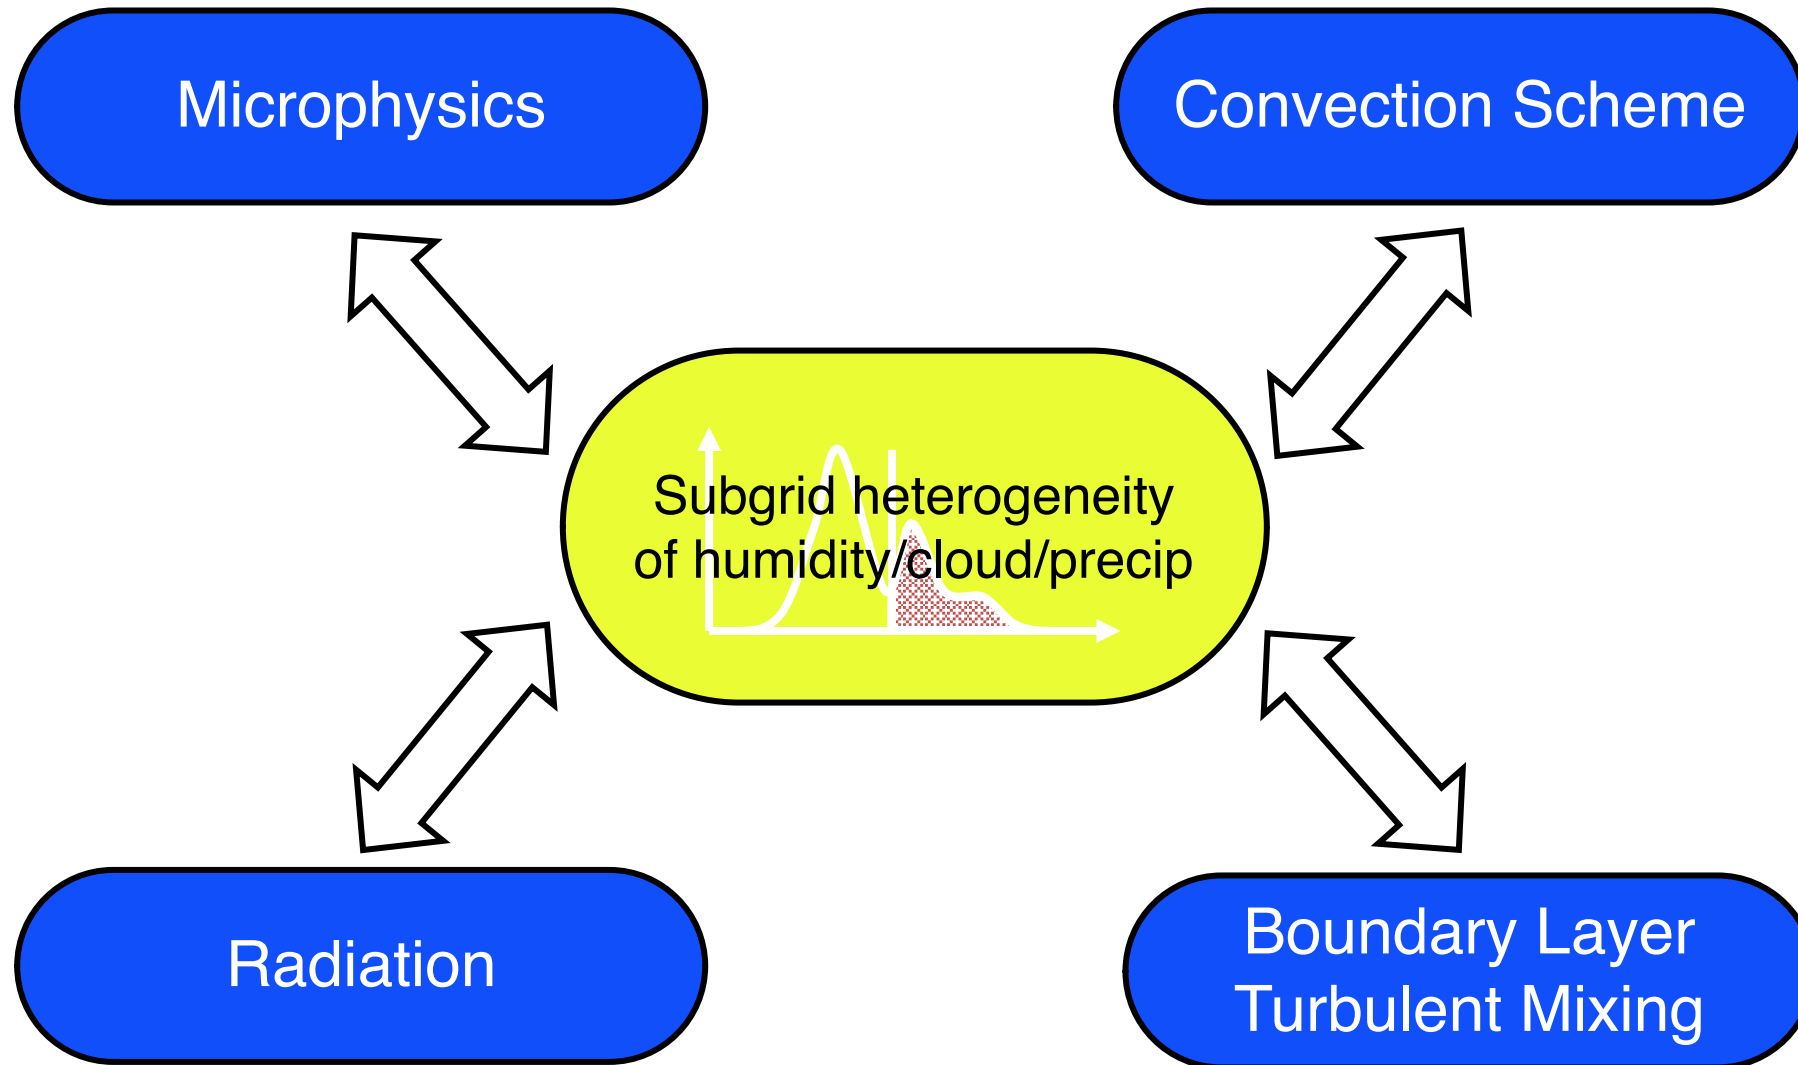 Microphysics
Convection Scheme
Subgrid heterogeneity
of humidity/cloud/precip
Radiation
Boundary Layer
Turbulent Mixing